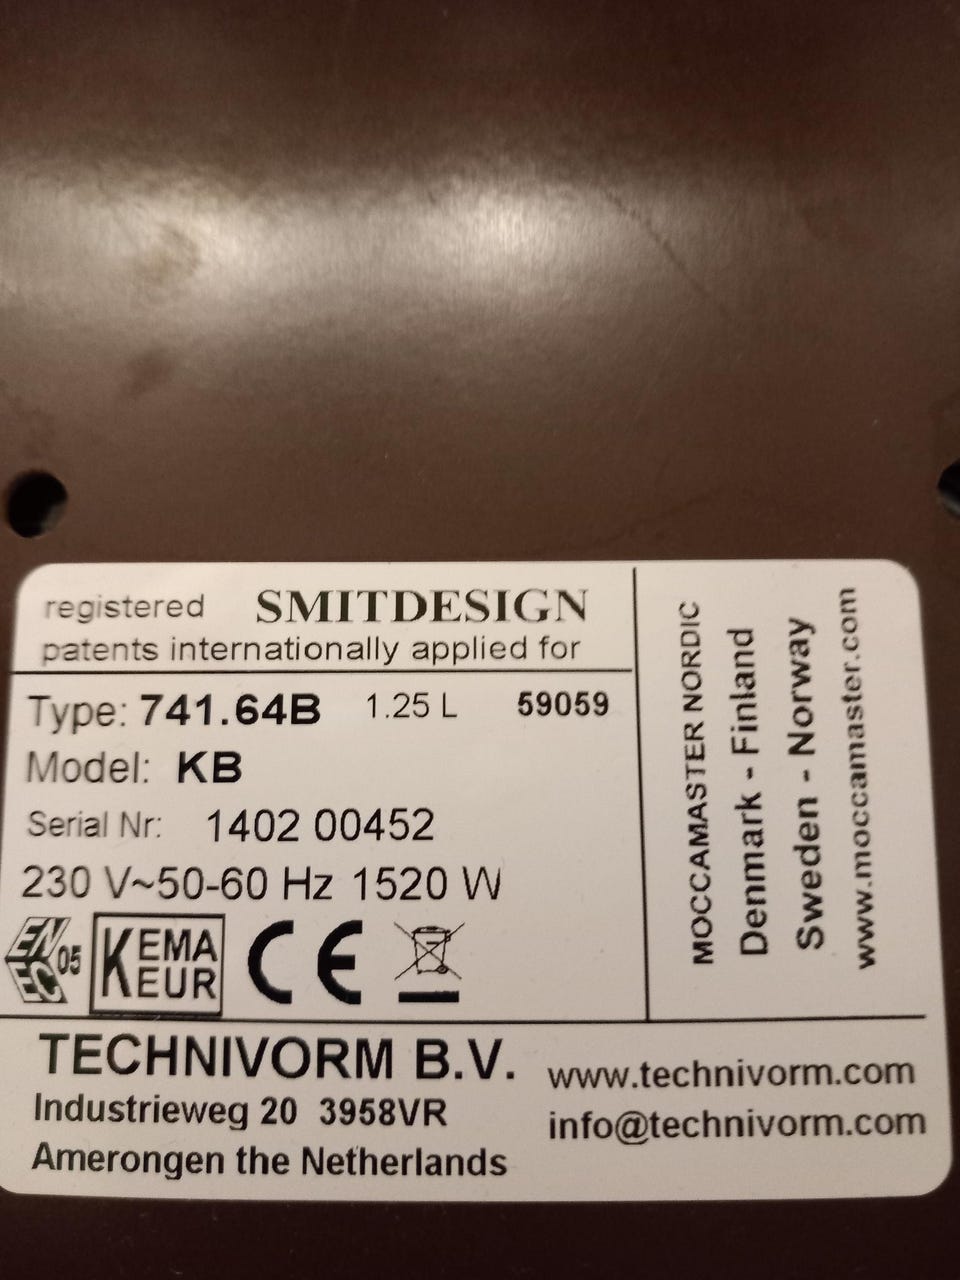 registered SMITDESIGN
patents internationally applied for
Type: 741.64B 1.25 L 59059
Model: KB
Serial Nr: 1402 00452
230 V~50-60 Hz 1520 W
EN
EC
05
KEMA
KEUR
CE
MOCCAMASTER NORDIC
Denmark - Finland
Sweden - Norway
www.moccamaster.com
TECHNIVORM B.V.
Industrieweg 20 3958VR
Amerongen the Netherlands
www.technivorm.com
info@technivorm.com